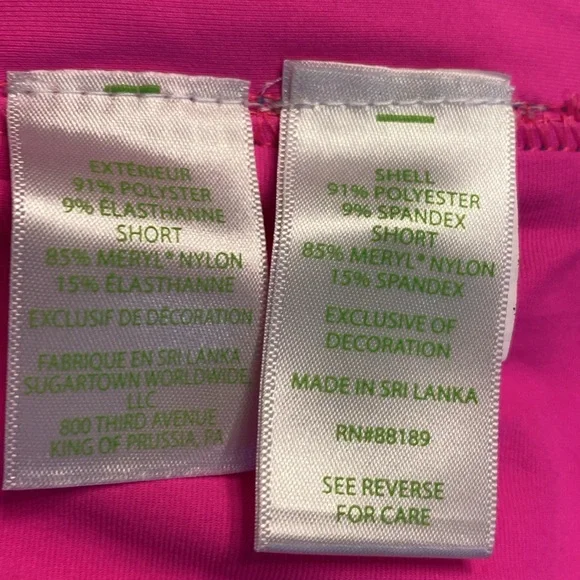 EXTÉRIEUR
91% POLYSTER
9% ÉLASTHANNE
SHORT
85% MERYL® NYLON
15% ÉLASTHANNE
EXCLUSIF DE DÉCORATION
FABRIQUE EN SRI LANKA
SUGARTOWN WORLDWIDE
LLC
800 THIRD AVENUE
KING OF PRUSSIA, PA
SHELL
91% POLYESTER
9% SPANDEX
SHORT
85% MERYL® NYLON
15% SPANDEX
EXCLUSIVE OF
DECORATION
MADE IN SRI LANKA
RN#88189
SEE REVERSE
FOR CARE